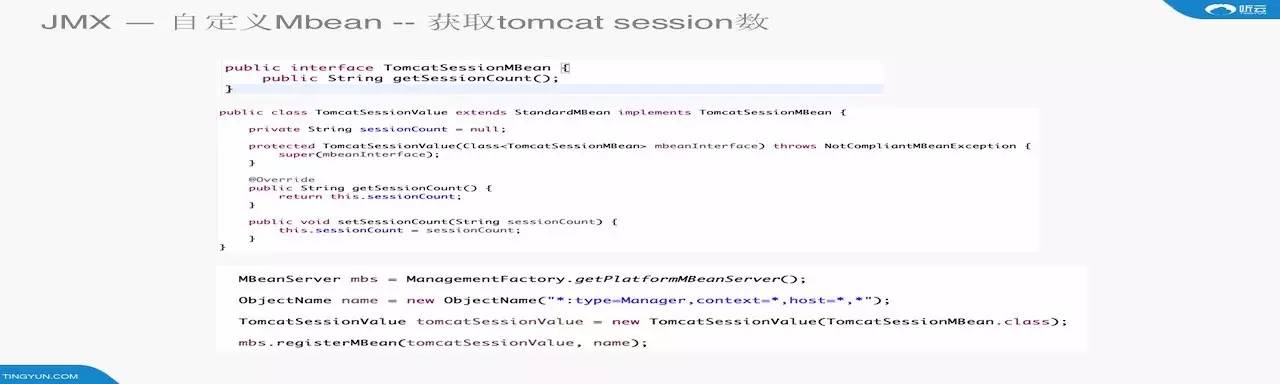 JMX — 自定义Mbean -- 获取tomcat session数
听云
public interface TomcatSessionMBean {
    public String getSessionCount();
}
public class TomcatSessionValue extends StandardMBean implements TomcatSessionMBean {
    private String sessionCount = null;
    protected TomcatSessionValue(Class<TomcatSessionMBean> mbeanInterface) throws NotCompliantMBeanException {
        super(mbeanInterface);
    }
    @Override
    public String getSessionCount() {
        return this.sessionCount;
    }
    public void setSessionCount(String sessionCount) {
        this.sessionCount = sessionCount;
    }
}
MBeanServer mbs = ManagementFactory.getPlatformMBeanServer();
ObjectName name = new ObjectName("*:type=Manager,context=*,host=*,*");
TomcatSessionValue tomcatSessionValue = new TomcatSessionValue(TomcatSessionMBean.class);
mbs.registerMBean(tomcatSessionValue, name);
TINGYUN.COM